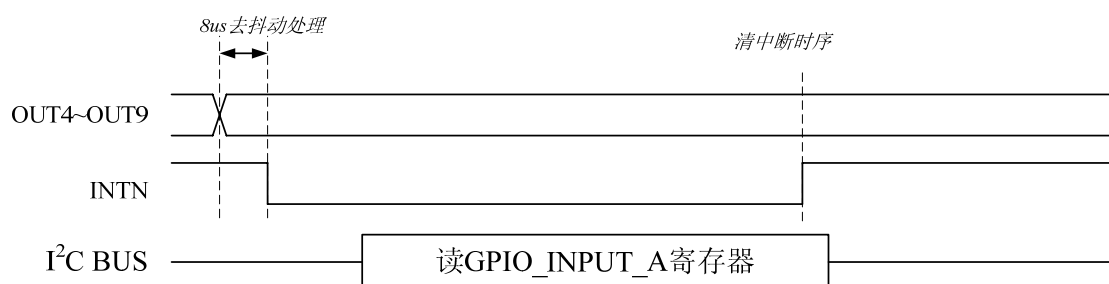 8us去抖动处理
清中断时序
OUT4~OUT9
INTN
I²C BUS
读GPIO_INPUT_A寄存器